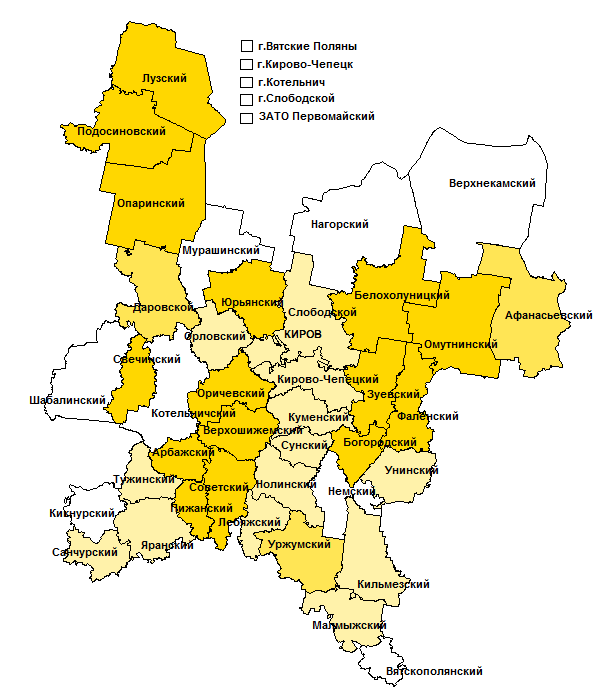 г.Вятские Поляны
г.Кирово-Чепецк
г.Котельнич
г.Слободской
ЗАТО Первомайский
Лузский
Подосиновский
Опаринский
Верхнекамский
Нагорский
Мурашинский
Юрьянский
Белохолуницкий
Даровской
Слободской
Афанасьевский
Орловский
КИРОВ
Омутнинский
Свечинский
Кирово-Чепецкий
Шабалинский
Оричевский
Зуевский
Котельничский
Куменский
Фаленский
Верхошижемский
Богородский
Арбажский
Сунский
Унинский
Тужинский
Советский
Нолинский
Немский
Пижанский
Кикнурский
Лебяжский
Санчурский
Яранский
Уржумский
Кильмезский
Малмыжский
Вятскополянский